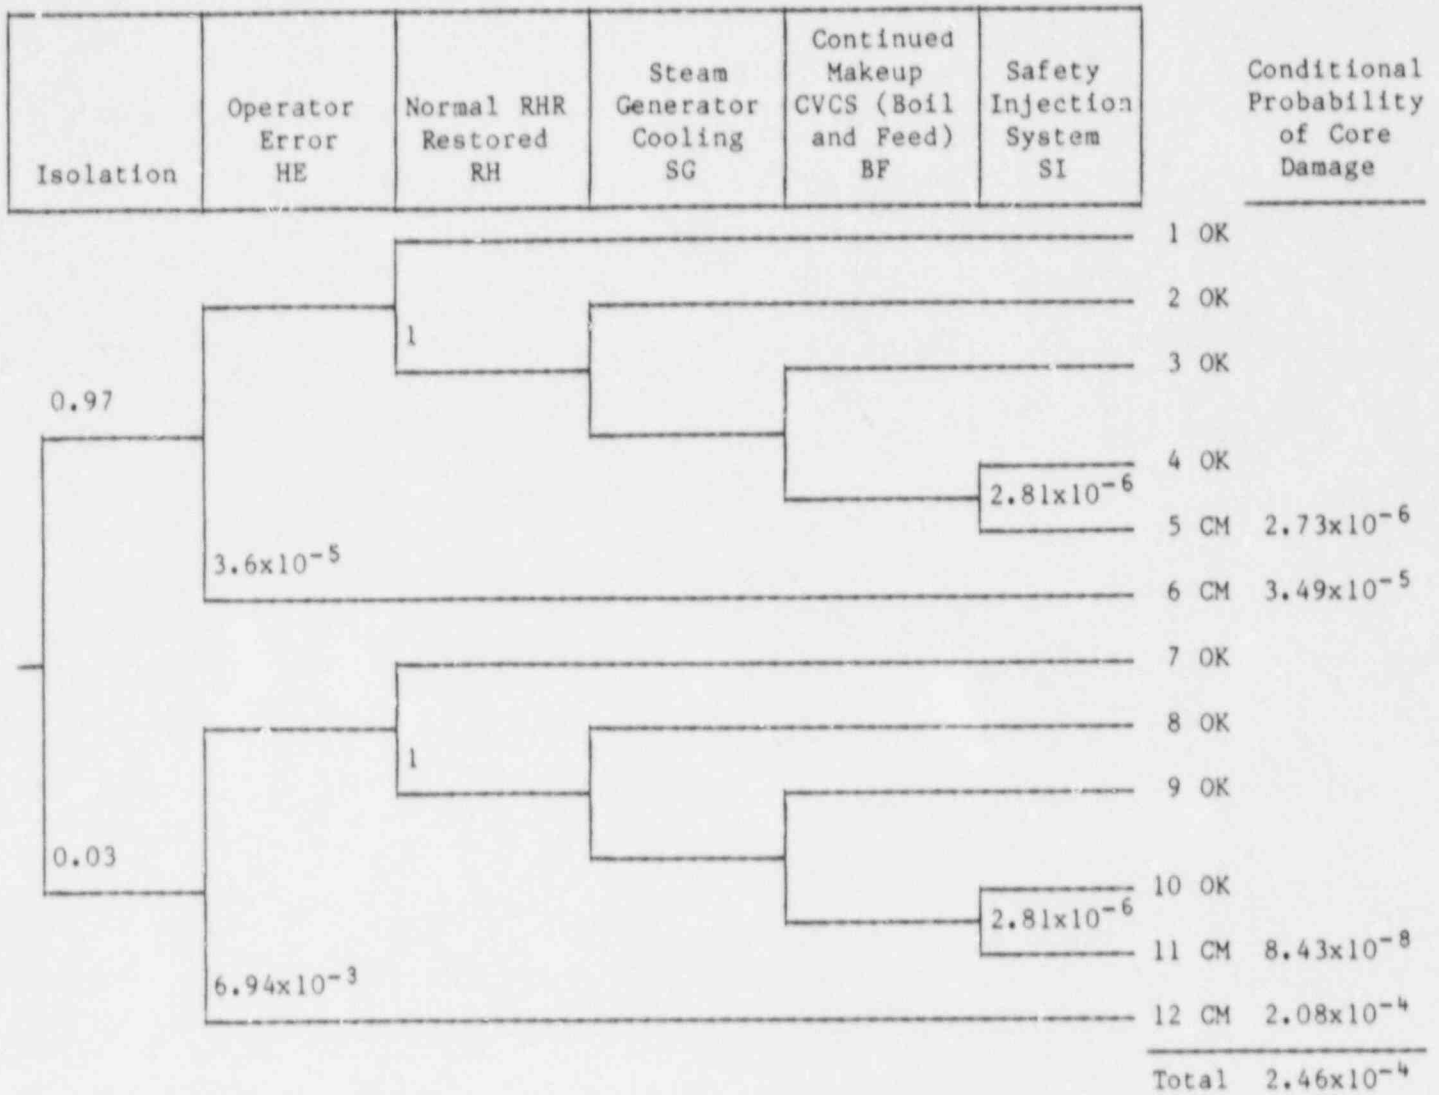 Isolation
Operator
Error
HE
Normal RHR
Restored
RH
Steam
Generator
Cooling
SG
Continued
Makeup
CVCS (Boil
and Feed)
BF
Safety
Injection
System
SI
Conditional
Probability
of Core
Damage
1 OK
2 OK
1
3 OK
0.97
4 OK
2.81x10⁻⁶
5 CM 2.73x10⁻⁶
3.6x10⁻⁵
6 CM 3.49x10⁻⁵
7 OK
8 OK
1
9 OK
0.03
10 OK
2.81x10⁻⁶
11 CM 8.43x10⁻⁸
6.94x10⁻³
12 CM 2.08x10⁻⁴
Total 2.46x10⁻⁴